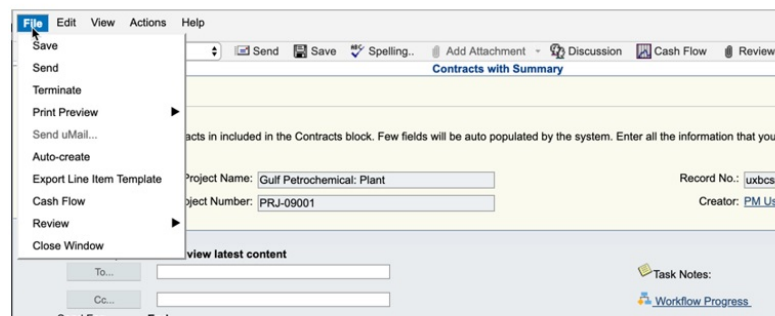 File Edit View Actions Help
Save
Send Save Spelling.. Add Attachment Discussion Cash Flow Review
Send
Contracts with Summary
Terminate
Print Preview
Send uMail...
acts in included in the Contracts block. Few fields will be auto populated by the system. Enter all the information that you
Auto-create
Export Line Item Template
Project Name: Gulf Petrochemical: Plant Record No.: uxbcs
Cash Flow
oject Number: PRJ-09001 Creator: PM Us
Review
Close Window
view latest content
To... Task Notes:
Cc... Workflow Progress